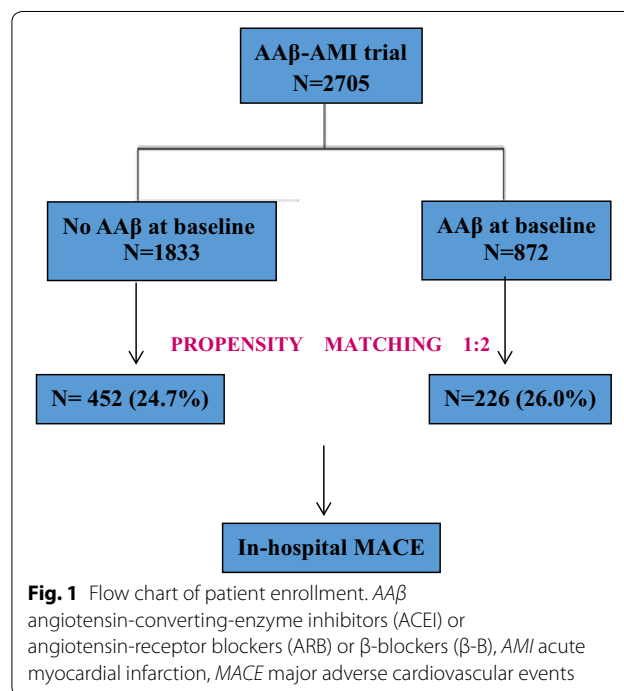 AAβ-AMI trial
N=2705
No AAβ at baseline
N=1833
AAβ at baseline
N=872
PROPENSITY MATCHING 1:2
N= 452 (24.7%)
N=226 (26.0%)
In-hospital MACE
Fig. 1 Flow chart of patient enrollment. AAβ
angiotensin-converting-enzyme inhibitors (ACEI) or
angiotensin-receptor blockers (ARB) or β-blockers (β-B), AMI acute
myocardial infarction, MACE major adverse cardiovascular events